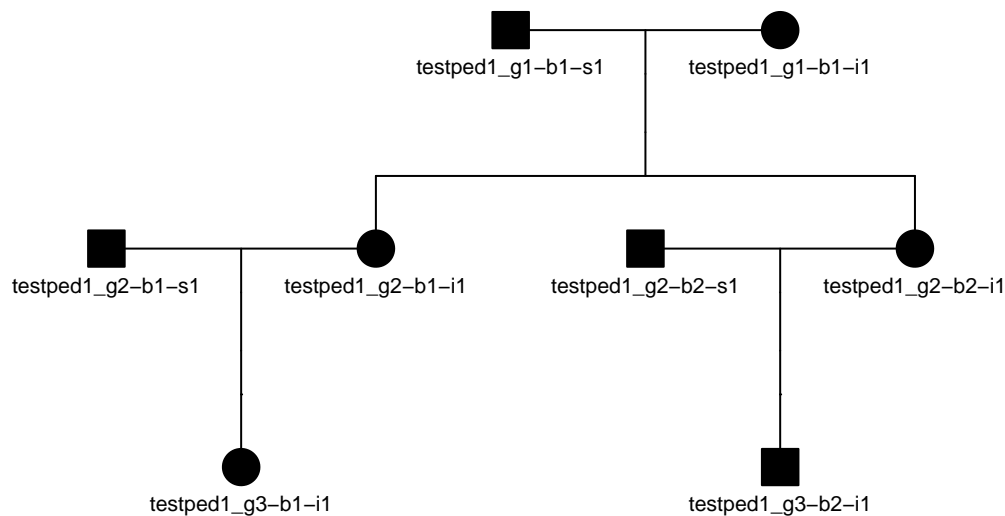 testped1_g1−b1−s1
testped1_g1−b1−i1
testped1_g2−b1−s1
testped1_g2−b1−i1
testped1_g2−b2−s1
testped1_g2−b2−i1
testped1_g3−b1−i1
testped1_g3−b2−i1